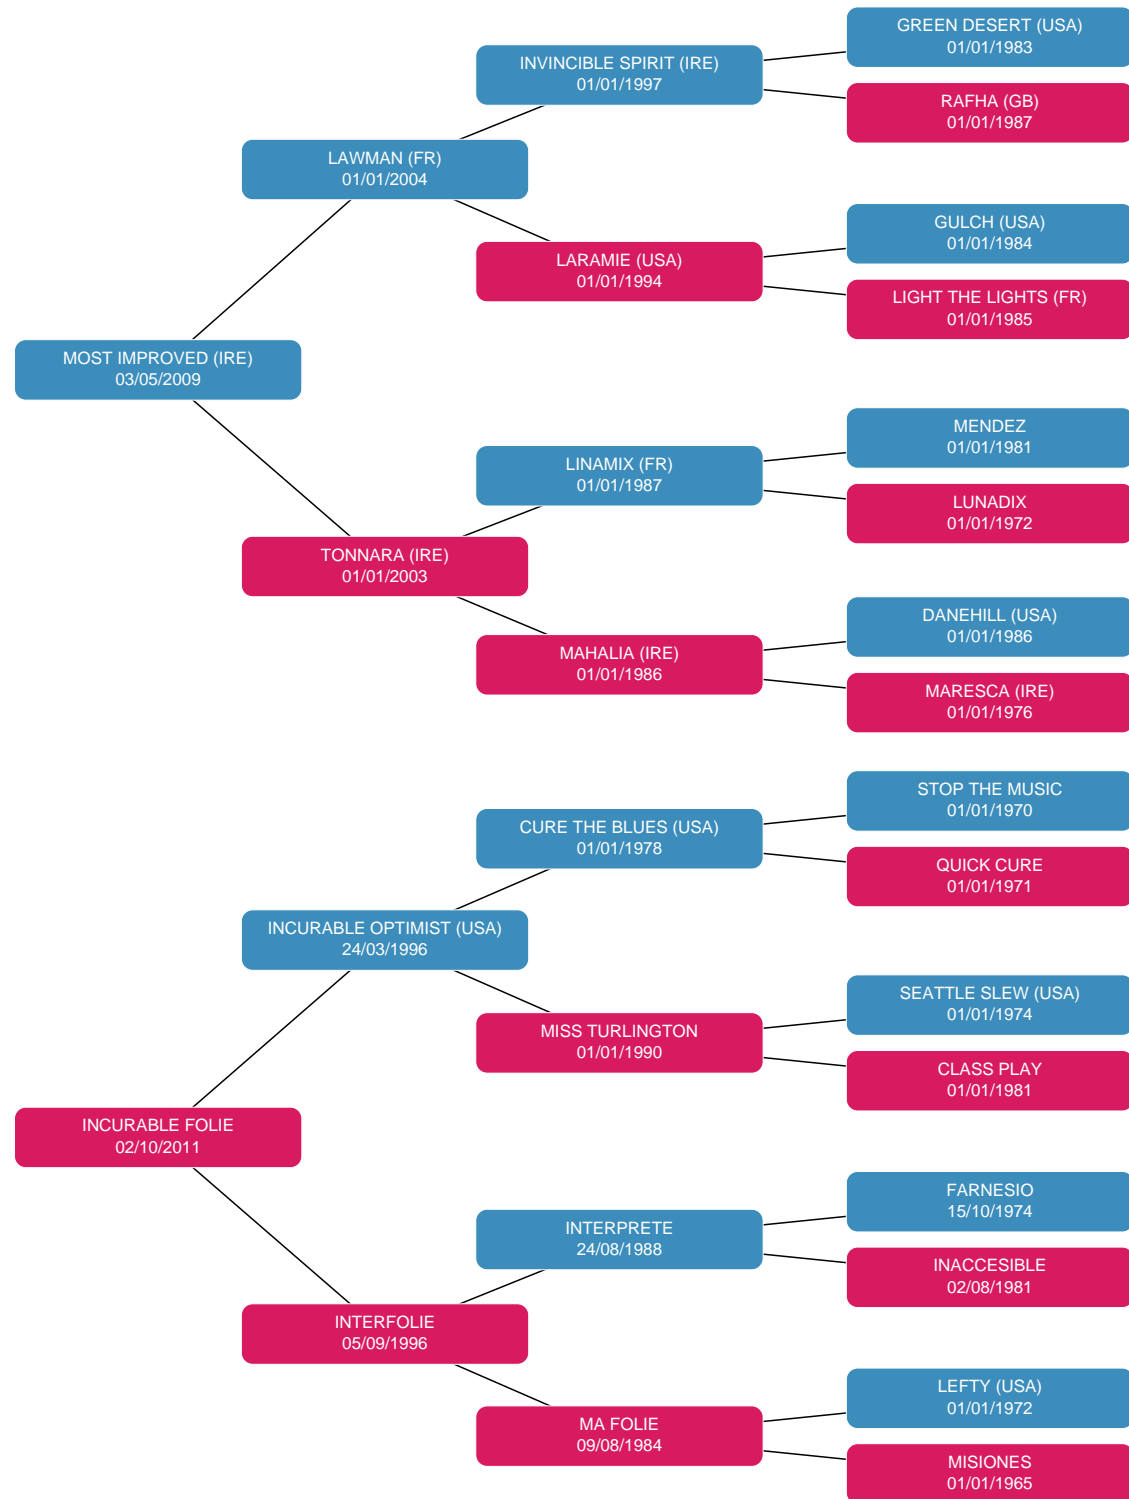 GREEN DESERT (USA)
01/01/1983
INVINCIBLE SPIRIT (IRE)
01/01/1997
RAFHA (GB)
01/01/1987
LAWMAN (FR)
01/01/2004
GULCH (USA)
01/01/1984
LARAMIE (USA)
01/01/1994
LIGHT THE LIGHTS (FR)
01/01/1985
MOST IMPROVED (IRE)
03/05/2009
MENDEZ
01/01/1981
LINAMIX (FR)
01/01/1987
LUNADIX
01/01/1972
TONNARA (IRE)
01/01/2003
DANEHILL (USA)
01/01/1986
MAHALIA (IRE)
01/01/1986
MARESCA (IRE)
01/01/1976
STOP THE MUSIC
01/01/1970
CURE THE BLUES (USA)
01/01/1978
QUICK CURE
01/01/1971
INCURABLE OPTIMIST (USA)
24/03/1996
SEATTLE SLEW (USA)
01/01/1974
MISS TURLINGTON
01/01/1990
CLASS PLAY
01/01/1981
INCURABLE FOLIE
02/10/2011
FARNESIO
15/10/1974
INTERPRETE
24/08/1988
INACCESIBLE
02/08/1981
INTERFOLIE
05/09/1996
LEFTY (USA)
01/01/1972
MA FOLIE
09/08/1984
MISIONES
01/01/1965